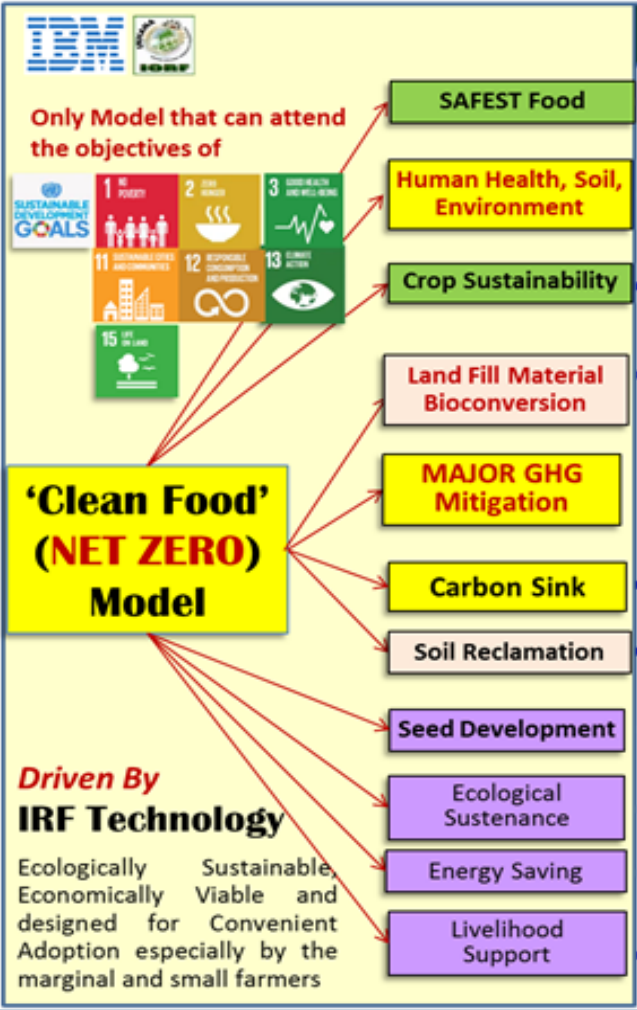 IBM
IORF
Only Model that can attend
the objectives of
SUSTAINABLE
DEVELOPMENT
GOALS
1 NO
POVERTY
2 ZERO
HUNGER
3 GOOD HEALTH
AND WELL-BEING
11 SUSTAINABLE CITIES
AND COMMUNITIES
12 RESPONSIBLE
CONSUMPTION
AND PRODUCTION
13 CLIMATE
ACTION
15 LIFE
ON LAND
SAFEST Food
Human Health, Soil,
Environment
Crop Sustainability
Land Fill Material
Bioconversion
MAJOR GHG
Mitigation
Carbon Sink
Soil Reclamation
Seed Development
Ecological
Sustenance
Energy Saving
Livelihood
Support
‘Clean Food’
(NET ZERO)
Model
Driven By
IRF Technology
Ecologically Sustainable,
Economically Viable and
designed for Convenient
Adoption especially by the
marginal and small farmers